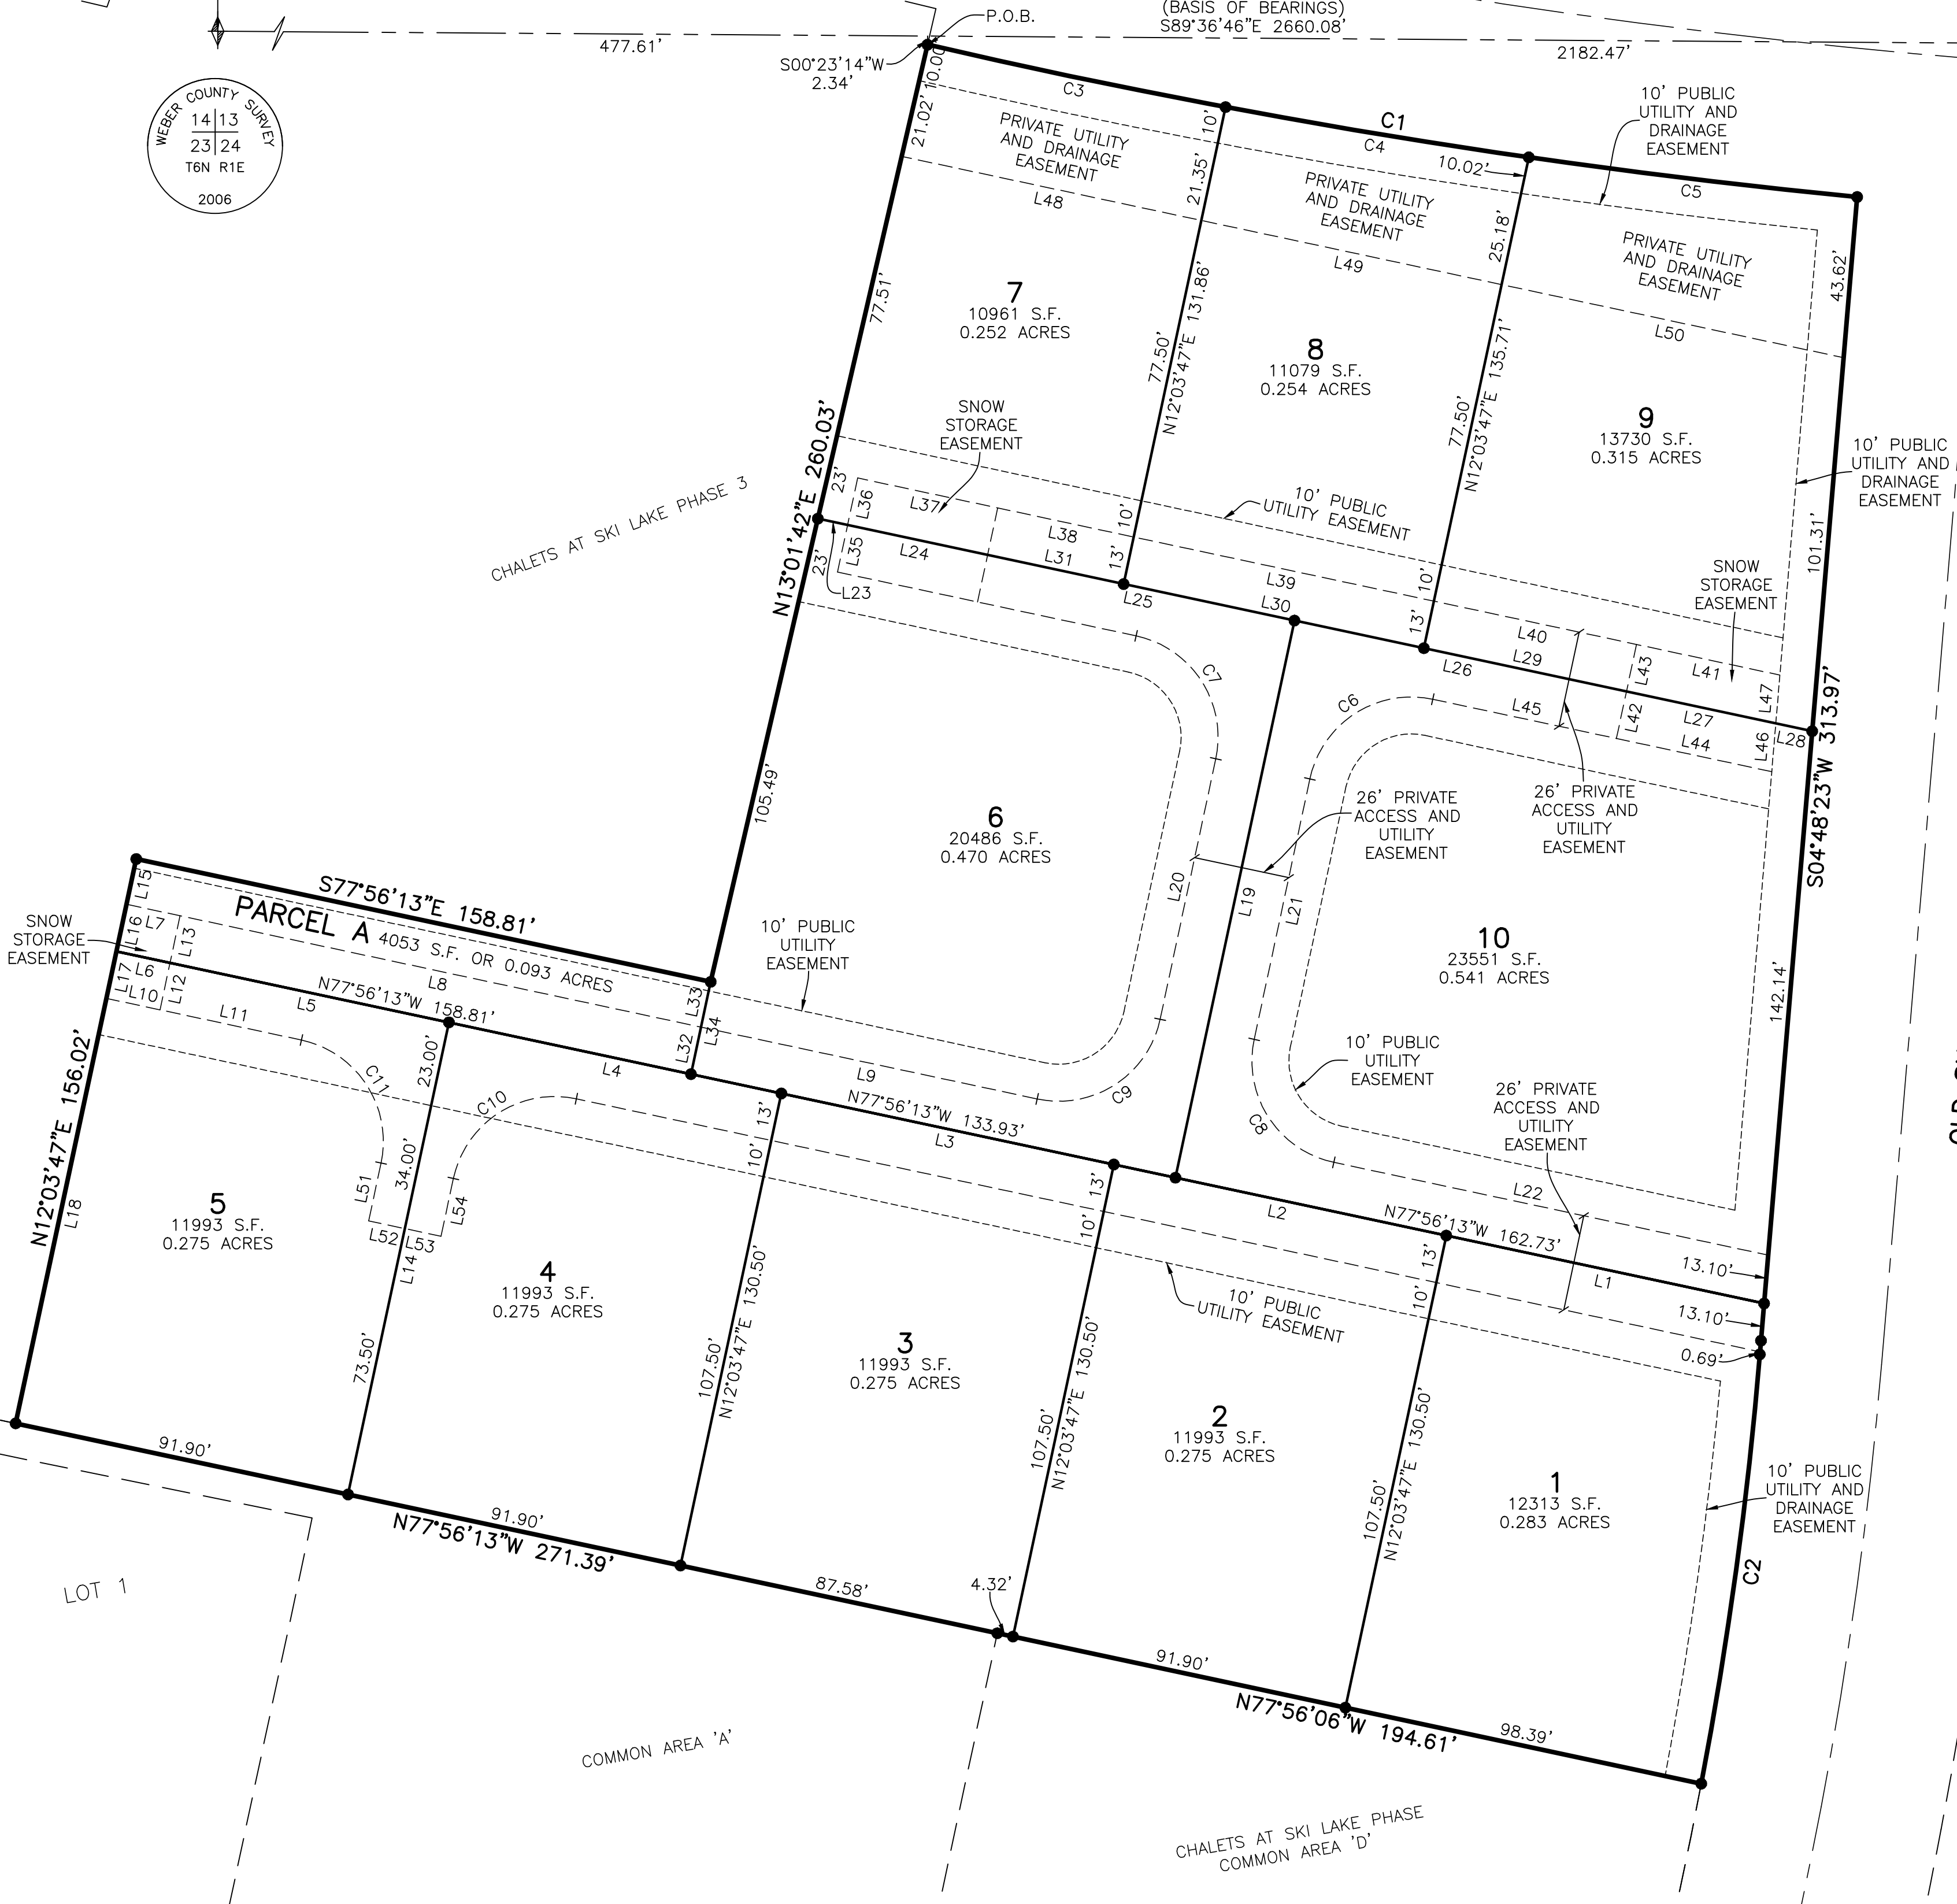 (BASIS OF BEARINGS)
S89°36'46"E 2660.08'
P.O.B.
477.61'
2182.47'
S00°23'14"W
2.34'
WEBER COUNTY SURVEY
14 13
23 24
T6N R1E
2006
10.00
21.02'
C3
C1
C4
C5
10'
10.02'
10' PUBLIC
UTILITY AND
DRAINAGE
EASEMENT
PRIVATE UTILITY
AND DRAINAGE
EASEMENT
PRIVATE UTILITY
AND DRAINAGE
EASEMENT
PRIVATE UTILITY
AND DRAINAGE
EASEMENT
21.35'
25.18'
43.62'
L48
L49
L50
77.51'
7
10961 S.F.
0.252 ACRES
77.50'
N12°03'47"E 131.86'
8
11079 S.F.
0.254 ACRES
77.50'
N12°03'47"E 135.71'
9
13730 S.F.
0.315 ACRES
10' PUBLIC
UTILITY AND
DRAINAGE
EASEMENT
101.31'
SNOW
STORAGE
EASEMENT
10' PUBLIC
UTILITY EASEMENT
CHALETS AT SKI LAKE PHASE 3
N13°01'42"E 260.03'
23'
L36
L37
L38
L39
L40
L41
10'
13'
10'
13'
23'
L35
L23
L24
L31
L25
L30
L26
L29
L43
L42
L27
L47
L46
L28
SNOW
STORAGE
EASEMENT
L45
L44
C7
C6
S04°48'23"W 313.97'
105.49'
6
20486 S.F.
0.470 ACRES
26' PRIVATE
ACCESS AND
UTILITY
EASEMENT
26' PRIVATE
ACCESS AND
UTILITY
EASEMENT
L20
L19
L21
10
23551 S.F.
0.541 ACRES
142.14'
10' PUBLIC
UTILITY
EASEMENT
10' PUBLIC
UTILITY
EASEMENT
26' PRIVATE
ACCESS AND
UTILITY
EASEMENT
S77°56'13"E 158.81'
PARCEL A
4053 S.F. OR 0.093 ACRES
SNOW
STORAGE
EASEMENT
L15
L16
L7
L13
L17
L6
L10
L12
L8
N77°56'13"W 158.81'
L5
L11
L33
L34
L32
L4
L9
C9
C8
C11
C10
23.00'
34.00'
N77°56'13"W 133.93'
L3
L2
L22
N77°56'13"W 162.73'
L1
13.10'
13.10'
0.69'
13'
10'
13'
10'
13'
10'
N12°03'47"E 156.02'
L18
L51
L52
L53
L54
L14
73.50'
5
11993 S.F.
0.275 ACRES
4
11993 S.F.
0.275 ACRES
107.50'
N12°03'47"E 130.50'
3
11993 S.F.
0.275 ACRES
107.50'
N12°03'47"E 130.50'
10' PUBLIC
UTILITY EASEMENT
2
11993 S.F.
0.275 ACRES
107.50'
N12°03'47"E 130.50'
1
12313 S.F.
0.283 ACRES
10' PUBLIC
UTILITY AND
DRAINAGE
EASEMENT
C2
91.90'
91.90'
N77°56'13"W 271.39'
87.58'
4.32'
91.90'
N77°56'06"W 194.61'
98.39'
LOT 1
COMMON AREA 'A'
CHALETS AT SKI LAKE PHASE
COMMON AREA 'D'